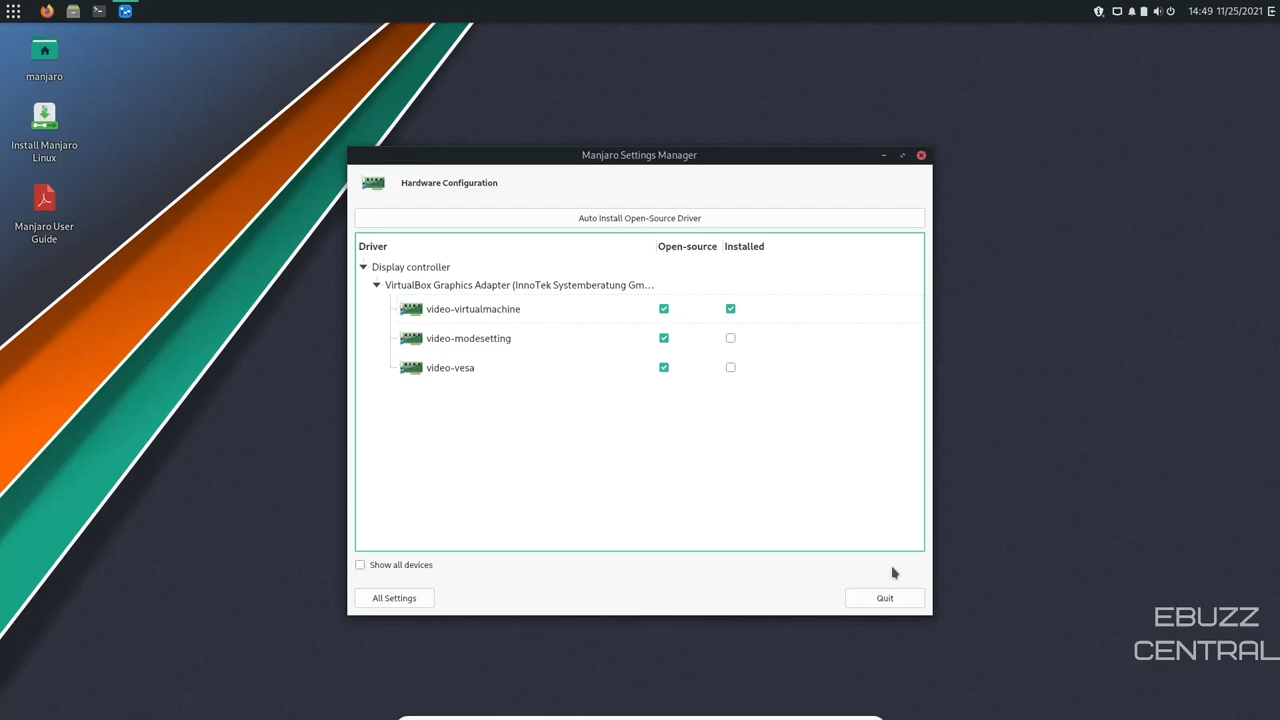 14:49 11/25/2021
manjaro
Install Manjaro
Linux
Manjaro User
Guide
Manjaro Settings Manager
Hardware Configuration
Auto Install Open-Source Driver
Driver Open-source Installed
Display controller
VirtualBox Graphics Adapter (InnoTek Systemberatung Gm…
video-virtualmachine
video-modesetting
video-vesa
Show all devices
All Settings Quit
EBUZZ
CENTRAL